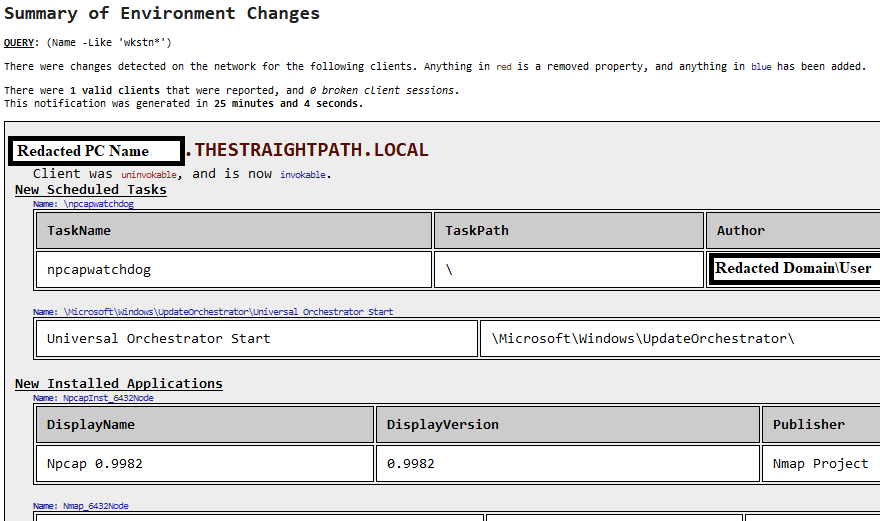 Summary of Environment Changes
QUERY: (Name -Like 'wkstn*')
There were changes detected on the network for the following clients. Anything in red is a removed property, and anything in blue has been added.
There were 1 valid clients that were reported, and 0 broken client sessions.
This notification was generated in 25 minutes and 4 seconds.
Redacted PC Name .THESTRAIGHTPATH.LOCAL
Client was uninvokable, and is now invokable.
New Scheduled Tasks
Name: \npcapwatchdog
TaskName TaskPath Author
npcapwatchdog \ Redacted Domain\User
Name: \Microsoft\Windows\UpdateOrchestrator\Universal Orchestrator Start
Universal Orchestrator Start \Microsoft\Windows\UpdateOrchestrator\
New Installed Applications
Name: NpcapInst_6432Node
DisplayName DisplayVersion Publisher
Npcap 0.9982 0.9982 Nmap Project
Name: Nmap_6432Node